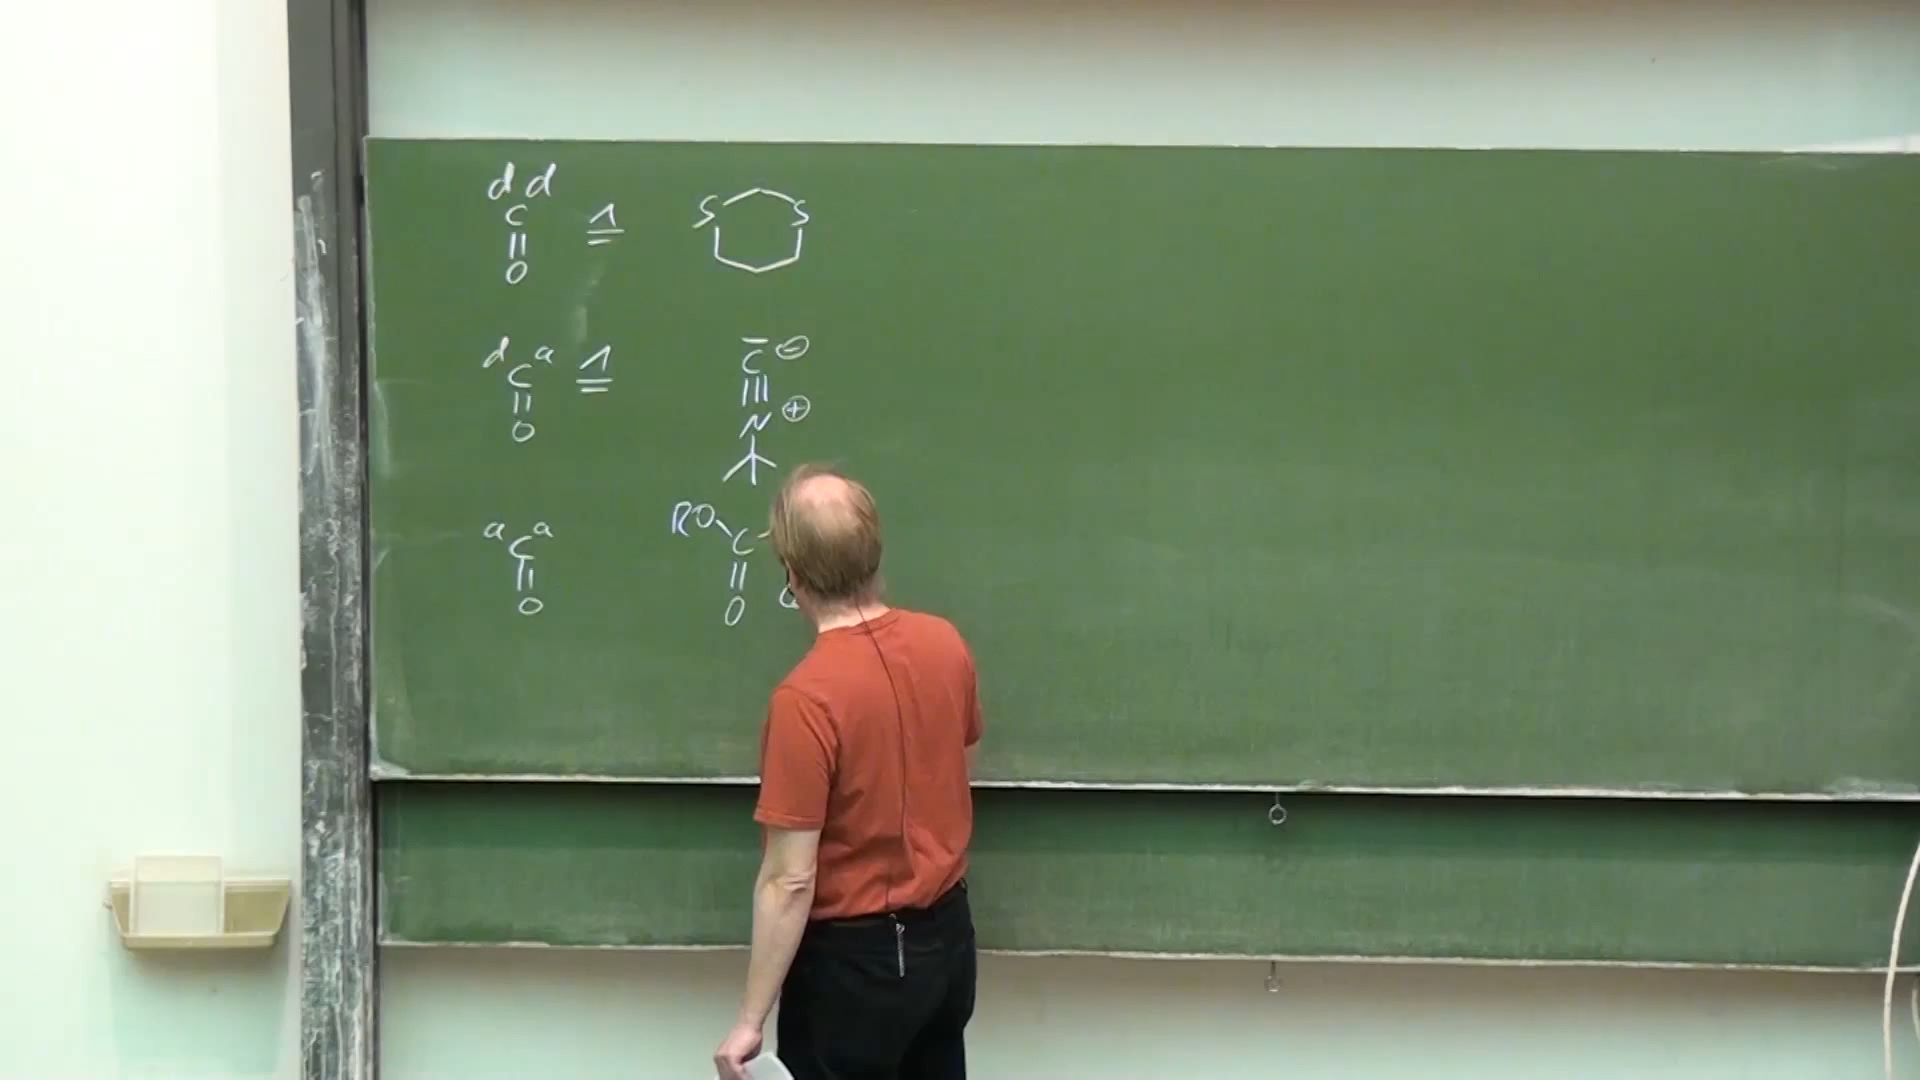 d d
C ≙ S S
O
C ⊖
d C a ≙
N ⊕
O
RO
a C a C
O O